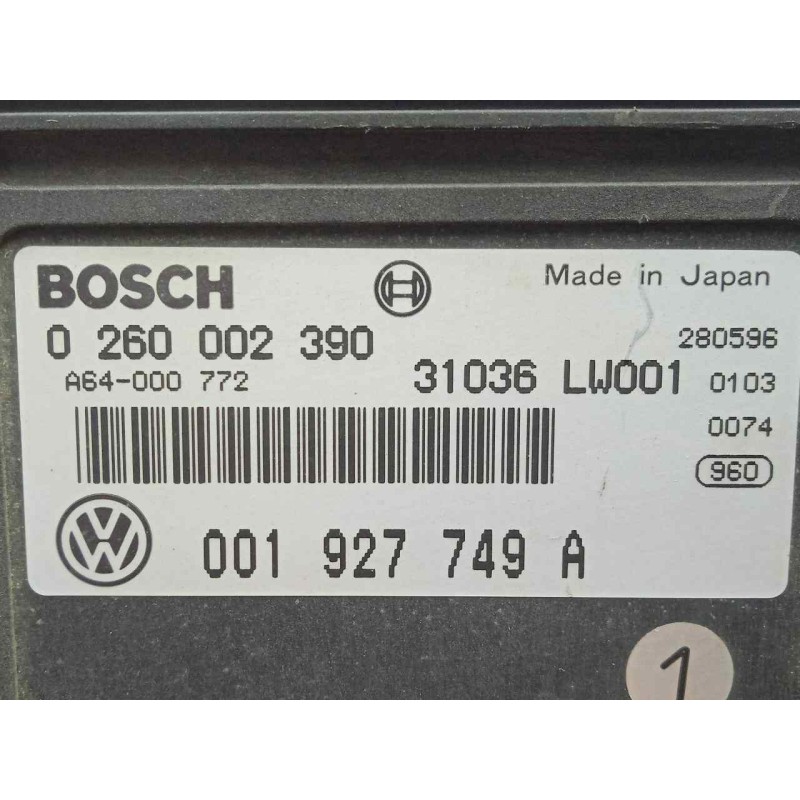 BOSCH
Made in Japan
0 260 002 390
280596
A64-000 772
31036 LW001 0103
0074
960
001 927 749 A
1